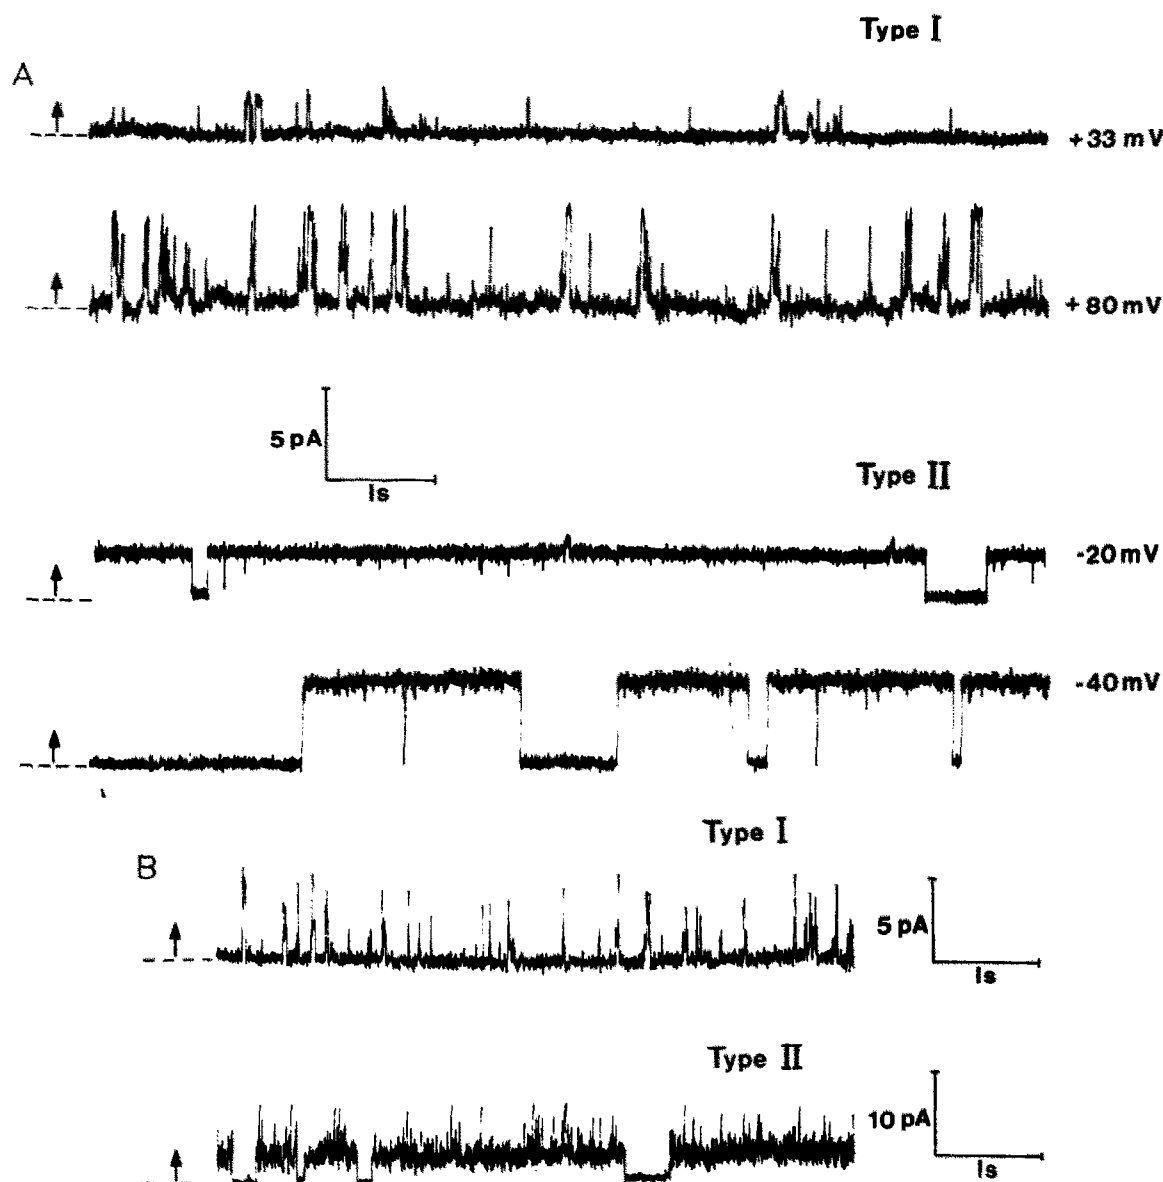 Type I
A
+33 mV
+80 mV
5 pA
1s
Type II
-20 mV
-40 mV
Type I
B
5 pA
1s
Type II
10 pA
1s